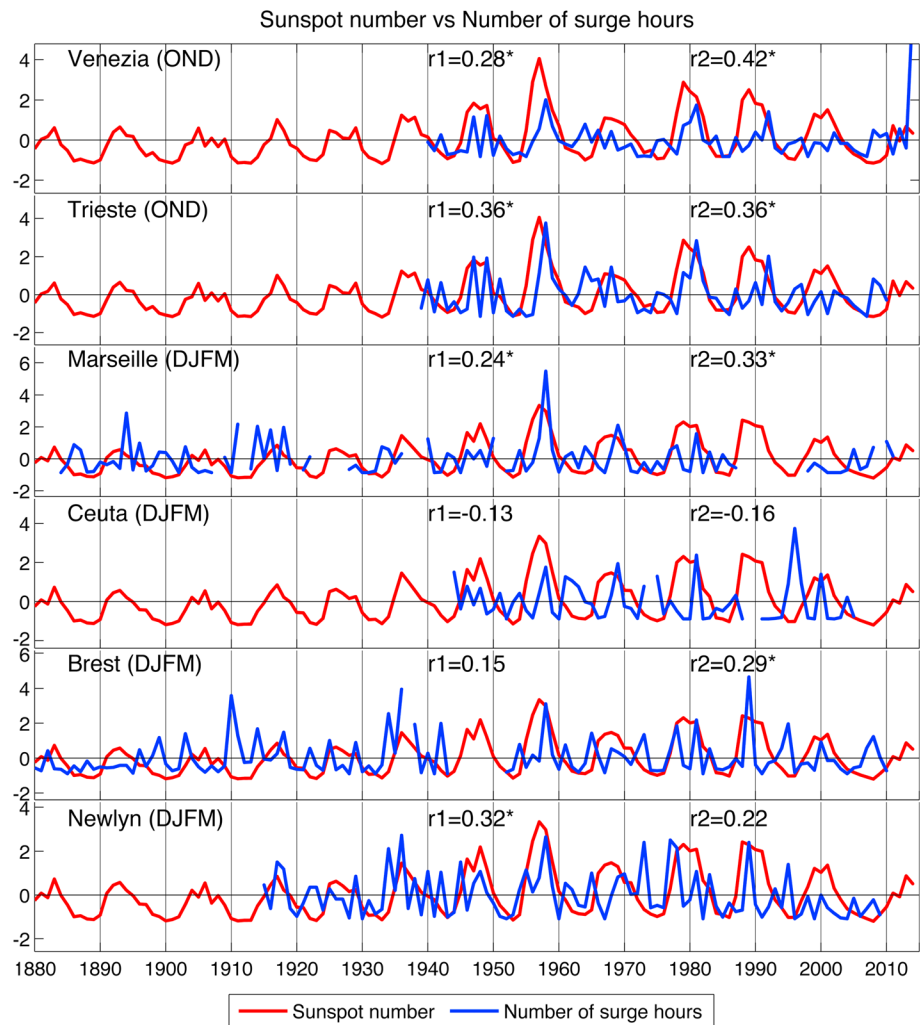 Sunspot number vs Number of surge hours
Venezia (OND) r1=0.28* r2=0.42*
4
2
0
-2
Trieste (OND) r1=0.36* r2=0.36*
4
2
0
-2
Marseille (DJFM) r1=0.24* r2=0.33*
6
4
2
0
-2
Ceuta (DJFM) r1=-0.13 r2=-0.16
4
2
0
-2
Brest (DJFM) r1=0.15 r2=0.29*
6
4
2
0
-2
Newlyn (DJFM) r1=0.32* r2=0.22
4
2
0
-2
1880 1890 1900 1910 1920 1930 1940 1950 1960 1970 1980 1990 2000 2010
Sunspot number Number of surge hours